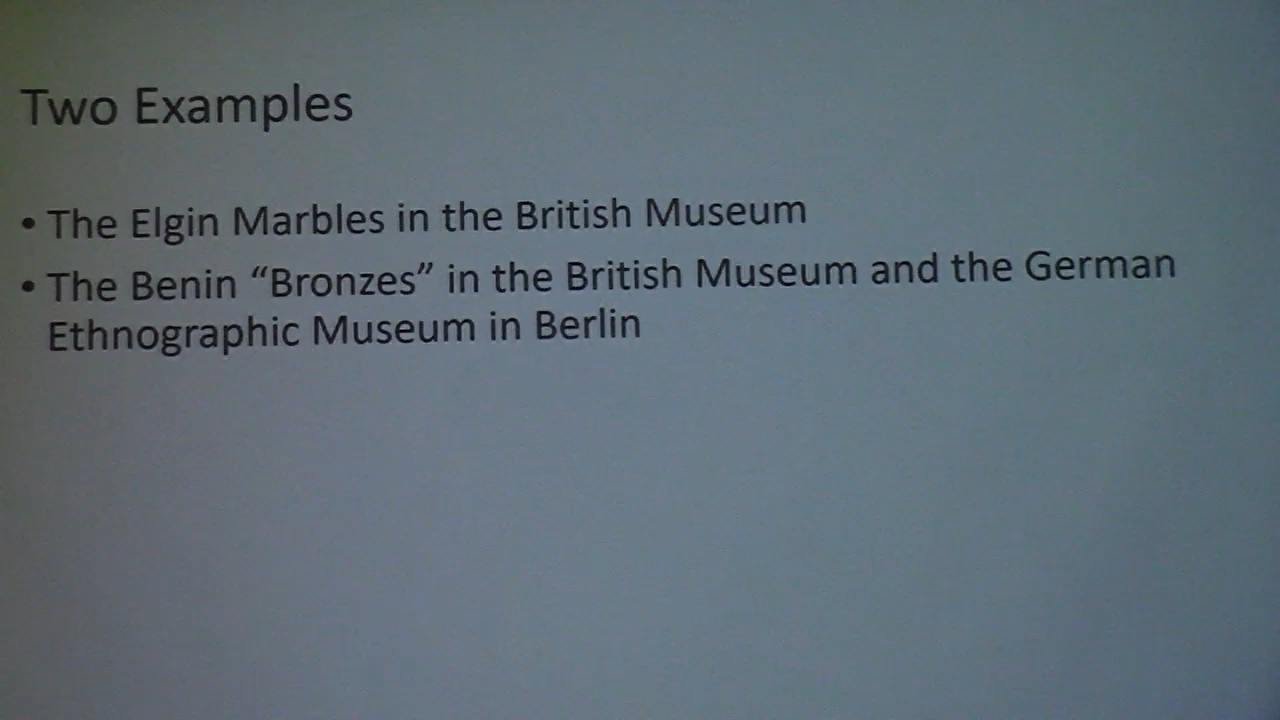 Two Examples
• The Elgin Marbles in the British Museum
• The Benin “Bronzes” in the British Museum and the German
Ethnographic Museum in Berlin